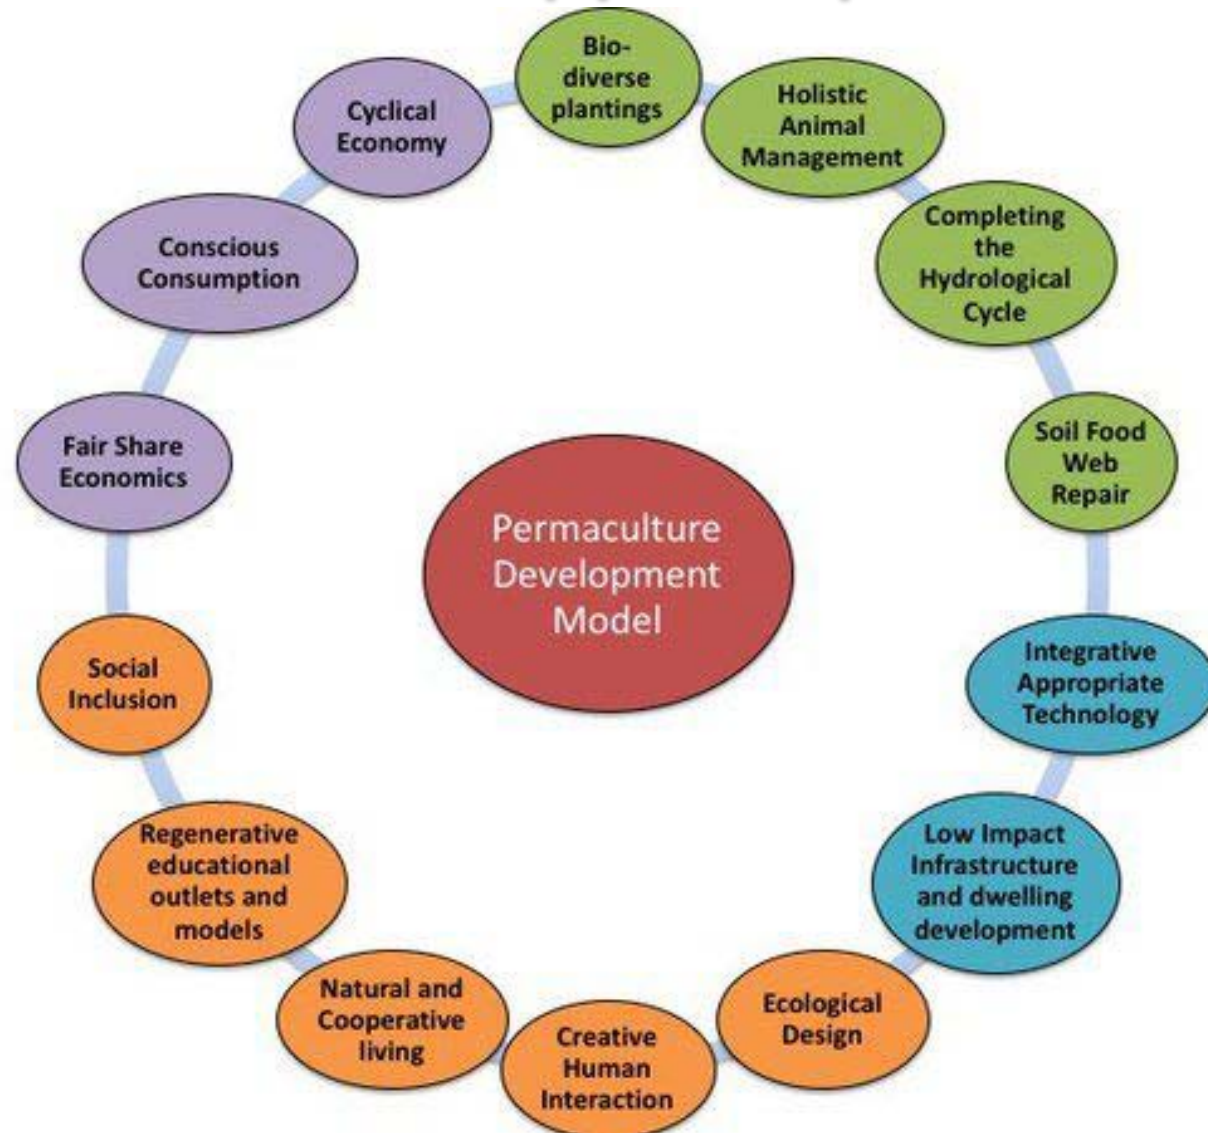 Bio-
diverse
plantings
Holistic
Animal
Management
Completing
the
Hydrological
Cycle
Soil Food
Web
Repair
Integrative
Appropriate
Technology
Low Impact
Infrastructure
and dwelling
development
Ecological
Design
Creative
Human
Interaction
Natural and
Cooperative
living
Regenerative
educational
outlets and
models
Social
Inclusion
Fair Share
Economics
Conscious
Consumption
Cyclical
Economy
Permaculture
Development
Model